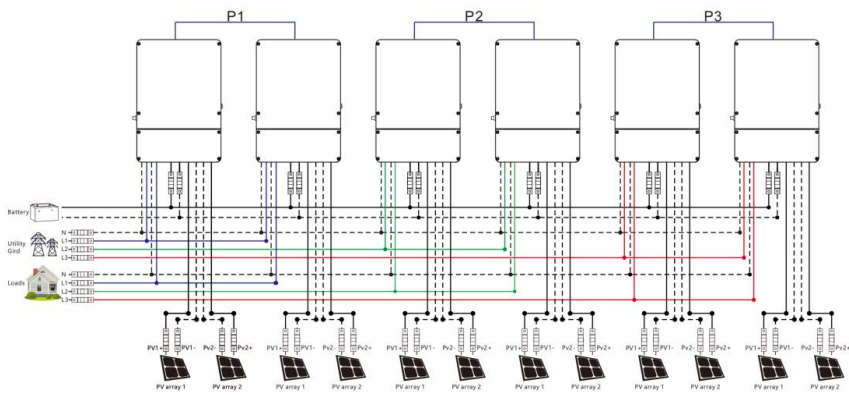 P1 P2 P3
Battery
N
L1
Utility
Gird
L2
L3
N
Loads
L1
L2
L3
PV1+ PV1- Pv2- Pv2+ PV1+ PV1- Pv2- Pv2+ PV1+ PV1- Pv2- Pv2+ PV1+ PV1- Pv2- Pv2+ PV1+ PV1- Pv2- Pv2+ PV1+ PV1- Pv2- Pv2+
PV array 1 PV array 2 PV array 1 PV array 2 PV array 1 PV array 2 PV array 1 PV array 2 PV array 1 PV array 2 PV array 1 PV array 2